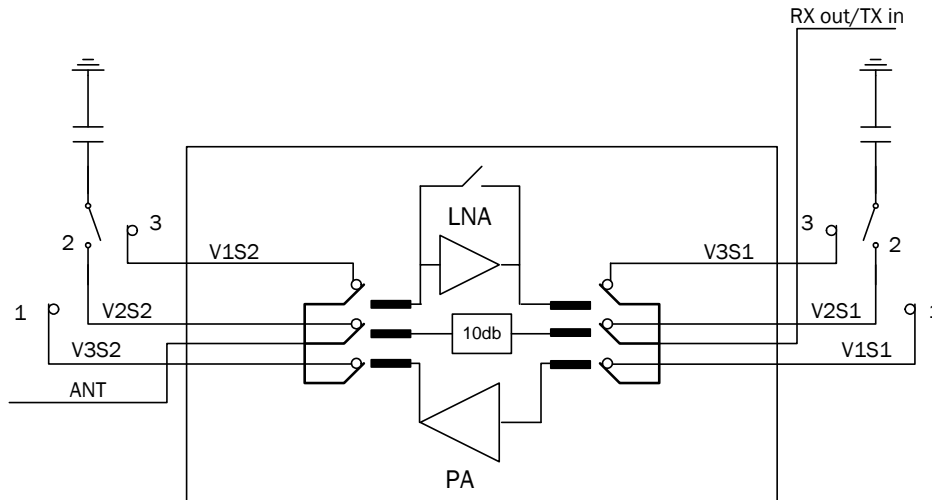 RX out/TX in
LNA
3
3
2
2
V1S2
V3S1
1
V2S2
V2S1
1
10db
V3S2
V1S1
ANT
PA